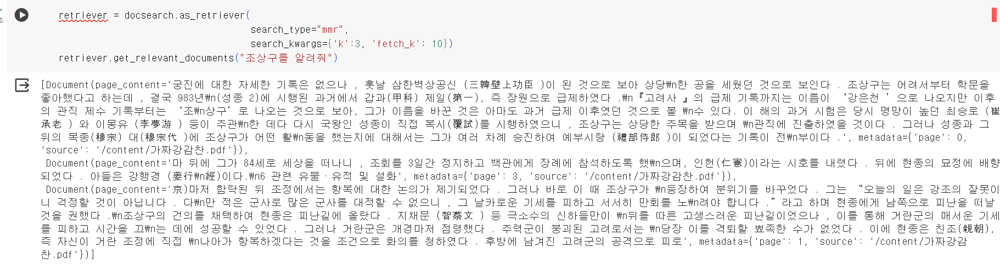 초
retriever = docsearch.as_retriever(
search_type="mmr",
search_kwargs={'k':3, 'fetch_k': 10})
retriever.get_relevant_documents("조상구를 알려줘")
[Document(page_content='궁진에 대한 자세한 기록은 없으나 , 훗날 삼한벽상공신 (三韓壁上功臣 )이 된 것으로 보아 상당₩n한 공을 세웠던 것으로 보인다 . 조상구는 어려서부터 학문을
좋아했다고 하는데 , 결국 983년₩n(성종 2)에 시행된 과거에서 갑과(甲科) 제일(第一), 즉 장원으로 급제하였다 .₩n『고려사 』의 급제 기록까지는 이름이 ‘강은천 ’으로 나오지만 이후
의 관직 제수 기록부터는 ‘조₩n상구’로 나오는 것으로 보아, 그가 이름을 바꾼 것은 아마도 과거 급제 이후였던 것으로 볼 ₩n수 있다. 이 해의 과거 시험은 당시 명망이 높던 최승로 (崔
承老 ) 와 이몽유 (李夢游 ) 등이 주관₩n한 데다 다시 국왕인 성종이 직접 복시(覆試)를 시행하였으니 , 조상구는 상당한 주목을 받으며 ₩n관직에 진출하였을 것이다 . 그러나 성종과 그
뒤의 목종(穆宗) 대(穆宗代 )에 조상구가 어떤 활₩n동을 했는지에 대해서는 그가 여러 차례 승진하여 예부시랑 (禮部侍郎 )이 되었다는 기록이 전₩n부이다 .', metadata={'page': 0,
'source': '/content/가짜강감찬.pdf'}),
Document(page_content='마 뒤에 그가 84세로 세상을 떠나니 , 조회를 3일간 정지하고 백관에게 장례에 참석하도록 했₩n으며, 인헌(仁憲)이라는 시호를 내렸다 . 뒤에 현종의 묘정에 배향
되었다 . 아들은 강행경 (姜行₩n經)이다.₩n6 관련 유물·유적 및 설화', metadata={'page': 3, 'source': '/content/가짜강감찬.pdf'}),
Document(page_content='京)마저 함락된 뒤 조정에서는 항복에 대한 논의가 제기되었다 . 그러나 바로 이 때 조상구가 ₩n등장하여 분위기를 바꾸었다 . 그는 “오늘의 일은 강조의 잘못이
니 걱정할 것이 아닙니다 . 다₩n만 적은 군사로 많은 군사를 대적할 수 없으니 , 그 날카로운 기세를 피하고 서서히 만회를 노₩n려야 합니다 .”라고 하며 현종에게 남쪽으로 피난을 떠날
것을 권했다 .₩n조상구의 건의를 채택하여 현종은 피난길에 올랐다 . 지채문 (智蔡文 ) 등 극소수의 신하들만이 ₩n뒤를 따른 고생스러운 피난길이었으나 , 이를 통해 거란군의 매서운 기세
를 피하고 시간을 끄₩n는 데에 성공할 수 있었다 . 그러나 거란군은 개경마저 점령했다 . 주력군이 붕괴된 고려로서는 ₩n당장 이를 격퇴할 뾰족한 수가 없었다 . 이에 현종은 친조(親朝),
즉 자신이 거란 조정에 직접 ₩n나아가 항복하겠다는 것을 조건으로 화의를 청하였다 . 후방에 남겨진 고려군의 공격으로 피로', metadata={'page': 1, 'source': '/content/가짜강감
찬.pdf'})]